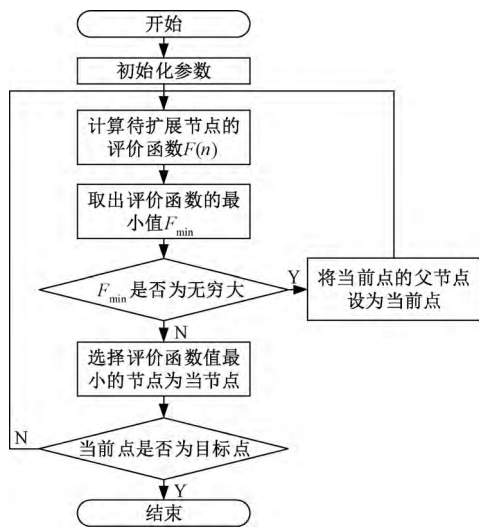 开始
初始化参数
计算待扩展节点的
评价函数F(n)
取出评价函数的最
小值Fmin
Fmin是否为无穷大
Y
将当前点的父节点
设为当前点
N
选择评价函数值最
小的节点为当节点
N
当前点是否为目标点
Y
结束